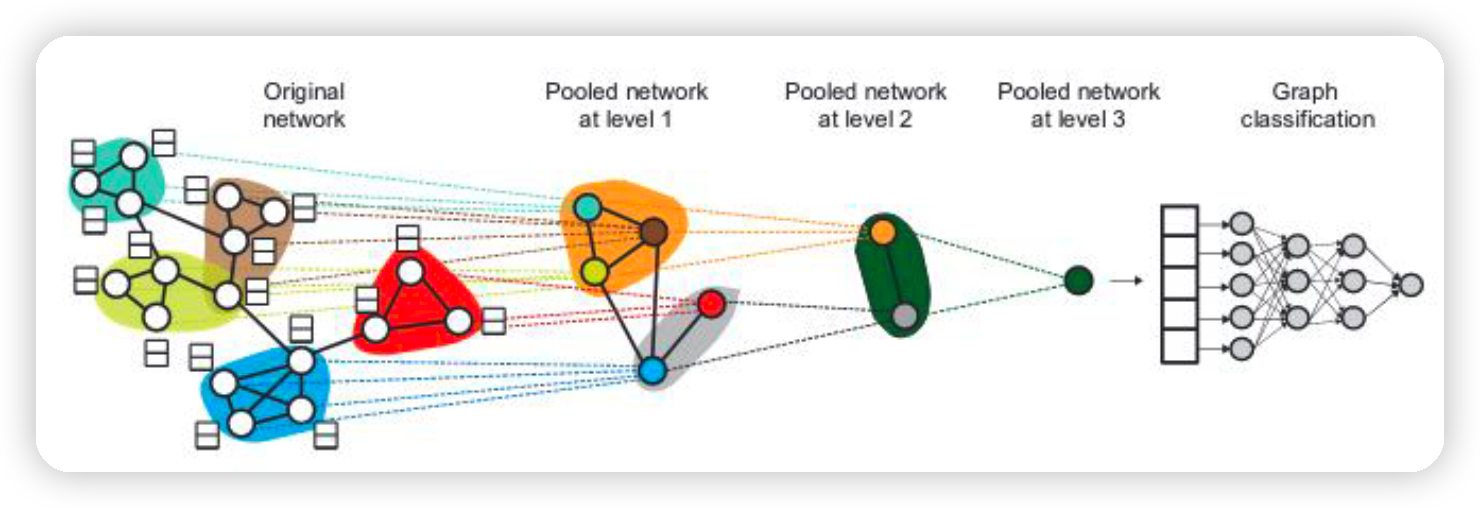 Original
network
Pooled network
at level 1
Pooled network
at level 2
Pooled network
at level 3
Graph
classification